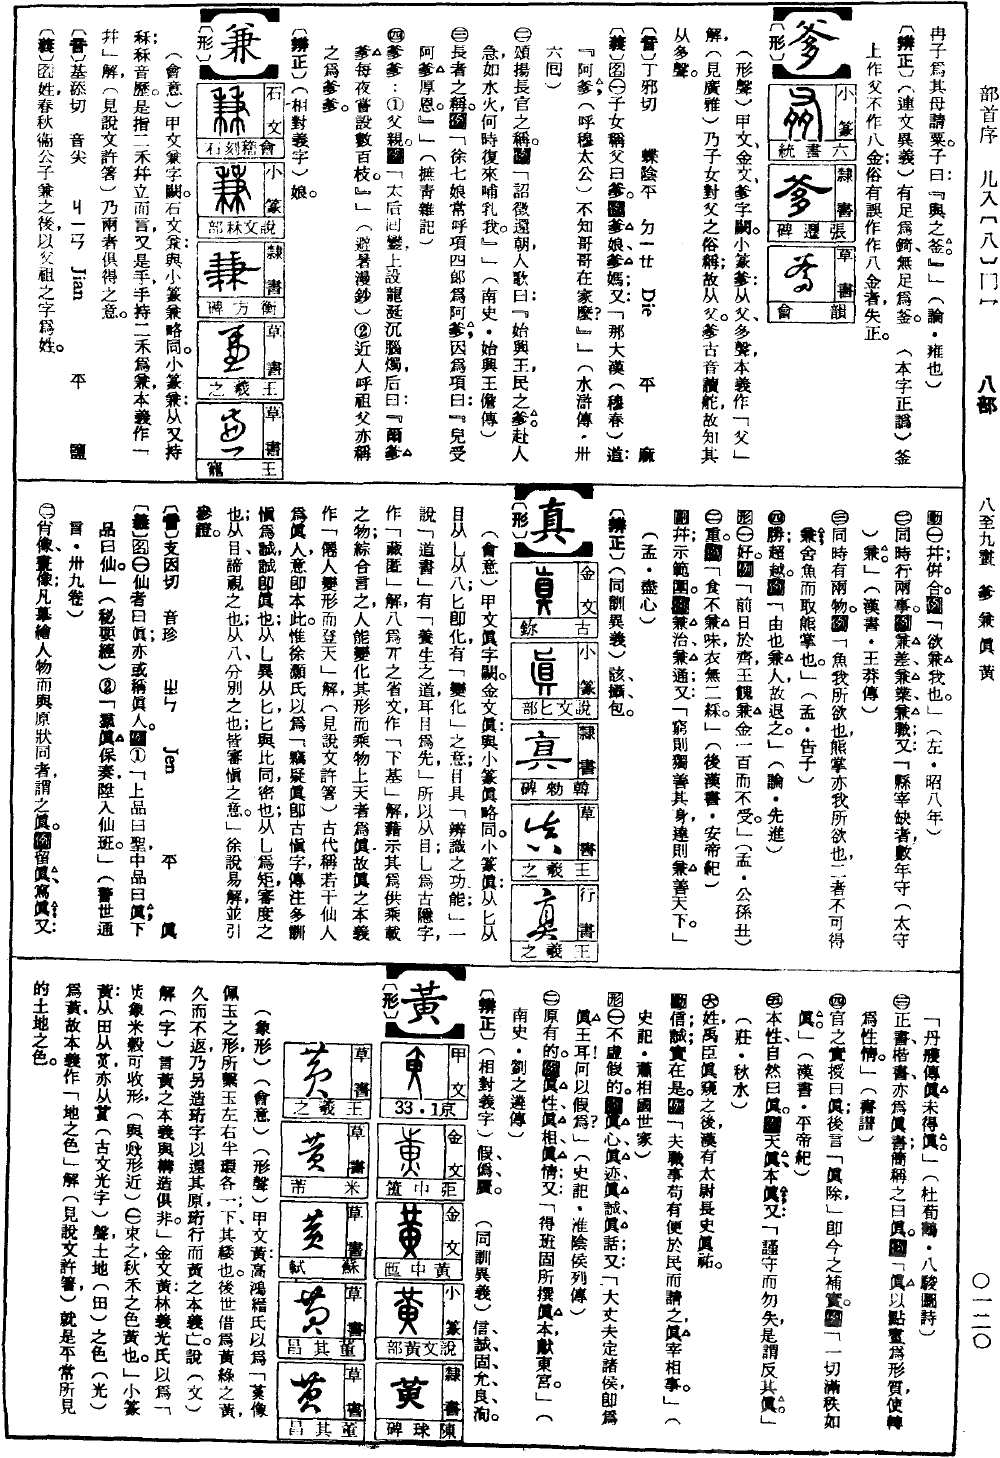 部首序 儿入〔八〕冂冖 八部 八至九畫 爹 兼 眞 黃 〇一二〇
冉子爲其母請粟子曰『與之釜。』」(論・雍也)
〔辨正〕(連文異義)有足爲錡無足爲釜。(本字正譌)釜
上作父不作八金;俗有誤作作八金者失正。
爹
〔形〕
小篆 六書統
隸書 張遷碑
草書 韻會
(形聲)甲文金文爹字闕。小篆爹:从父、多聲,本義作「父」
解,(見廣雅)乃子女對父之俗稱;故从父。爹古音讀舵,故知其
从多聲。
〔音〕丁邪切 蝶陰平 ㄉㄧㄝ Die 平 麻
〔義〕名㊀子女稱父曰爹。例爹娘、爹媽;又:「那大漢(穆春)道:
『阿爹(呼穆太公)不知哥哥在家麼?』」(水滸傳・卅
六回)
㊁頌揚長官之稱。例「詔徵還朝,人歌曰:『始興王,民之爹,赴人
急,如水火,何時復來哺乳我?』」(南史・始興王憺傳)
㊂長者之稱。例「徐七娘常呼項四郎爲阿爹,因爲項曰:『兒受
阿爹厚恩。』」(摭靑雜記)
㊃爹爹:①父親。例「太后回鑾,上設龍涎沉腦燭,后曰:『爾爹
爹每夜嘗設數百枝。』」(避暑漫鈔)②近人呼祖父亦稱
之爲爹爹。
〔辨正〕(相對義字)娘。
兼
〔形〕
石文 會稽刻石
小篆 說文秝部
隸書 衡方碑
草書 王羲之
草書 王寵
(會意)甲文兼字闕。石文兼:與小篆兼略同。小篆兼:从又持
秝;秝音歷。是指二禾幷立而言,又是手;手持二禾爲兼,本義作「
幷」解,(見說文許箸)乃兩者俱得之意。
〔音〕基添切 音尖 ㄐㄧㄢ Jian 平 鹽
〔義〕名姓,春秋衞公子兼之後,以父祖之字爲姓。
動㊀幷;倂合。例「欲兼我也。」(左・昭八年)
㊁同時行兩事。例兼差、兼業、兼職;又:「縣宰缺者,數年守(太守
)兼。」(漢書・王莽傳)
㊂同時有兩物。例「魚我所欲也,熊掌亦我所欲也,二者不可得
兼,舍魚而取熊掌也。」(孟・告子)
㊃勝;超越。例「由也兼人,故退之。」(論・先進)
形㊀好。例「前日於齊,王餽兼金一百而不受。」(孟・公孫丑)
㊁重。例「食不兼味,衣無二綵。」(後漢書・安帝紀)
副幷;示範圍。例兼治、兼通;又:「窮則獨善其身,達則兼善天下。」
(孟・盡心)
〔辨正〕(同訓異義)該、攝、包。
真
〔形〕
金文 古鉨
小篆 說文匕部
隸書 韓勑碑
草書 王羲之
行書 王羲之
(會意)甲文眞字闕。金文眞:與小篆眞略同。小篆眞:从匕从
目从乚从八;匕卽化,有「變化」之意;目具「辨識之功能」;一
說「道書」有「養生之道,耳目爲先」;所以从目;乚爲古隱字,
作「藏匿」解;八爲丌之省文,作「下基」解;藉示其爲供乘載
之物;綜合言之,人能變化其形而乘物上天者爲眞;故眞之本義
作「僊人變形而登天」解,(見說文許箸)古代稱若干仙人
爲眞人,意卽本此。惟徐灝氏以爲「竊疑眞卽古愼字,傳注多訓
愼爲誠;誠卽眞也;从乚,異从匕;匕與比同,密也;从乚爲矩,審度之
也;从目,諦視之也;从八,分別之也;皆審愼之意。」徐說易解,並引
參證。
〔音〕支因切 音珍 ㄓㄣ Jen 平 眞
〔義〕名㊀仙者曰眞;亦或稱眞人。例①「上品曰聖,中品曰眞,下
品曰仙。」(秘要經)②「羣眞保奏,陞入仙班。」(警世通
言・卅九卷)
㊁肖像;畫像;凡摹繪人物而與原狀同者,謂之眞。例留眞、寫眞;又:
「丹雘傳眞未得眞。」(杜荀鶴・八駿圖詩)
㊂正書、楷書亦爲眞書,簡稱之曰眞。例「眞以點畫爲形質,使轉
爲性情。」(書譜)
㊃官之實授曰眞;後言「眞除」,卽今之補實。例「一切滿秩如
眞。」(漢書・平帝紀)
㊄本性;自然曰眞。例天眞、本眞;又:「謹守而勿失,是謂反其眞。」
(莊・秋水)
㊅姓,禹臣眞窺之後,漢有太尉長史眞祐。
動信;誠;實在是。例「夫職事苟有便於民而請之,眞宰相事。」(
史記・蕭相國世家)
形㊀不虛假的。例眞心、眞迹、眞誠、眞話;又:「大丈夫定諸侯,卽爲
眞王耳,何以假爲?」(史記・淮陰侯列傳)
㊁原有的。例眞性、眞相、眞情;又:「得班固所撰眞本,獻東宮。」(
南史・劉之遴傳)
〔辨正〕(相對義字)假、僞、贋。(同訓異義)信、誠、固、允、良、洵。
黃
〔形〕
甲文 京・1.33
金文 㠱中簠
金文 黃中匜
小篆 說文黃部
隸書 陳球碑
草書 王羲之
草書 米芾
草書 蘇軾
草書 董其昌
草書 董其昌
(象形)(會意)(形聲)甲文黃:高鴻縉氏以爲「黃像
佩玉之形,所繫玉左右半環各一;下其緌也。後世借爲黃綠之黃,
久而不返,乃另造珩字以還其原,珩行而黃之本義亡。說(文)
解(字)言黃之本義與構造俱非。」金文黃:林義光氏以爲「
象米穀可收形,(與形近)㊀束之,秋禾之色黃也。」小篆
黃:从田从炗,亦从炗(古文光字)聲;土地(田)之色(光)
爲黃,故本義作「地之色」解,(見說文許箸)就是平常所見
的土地之色。